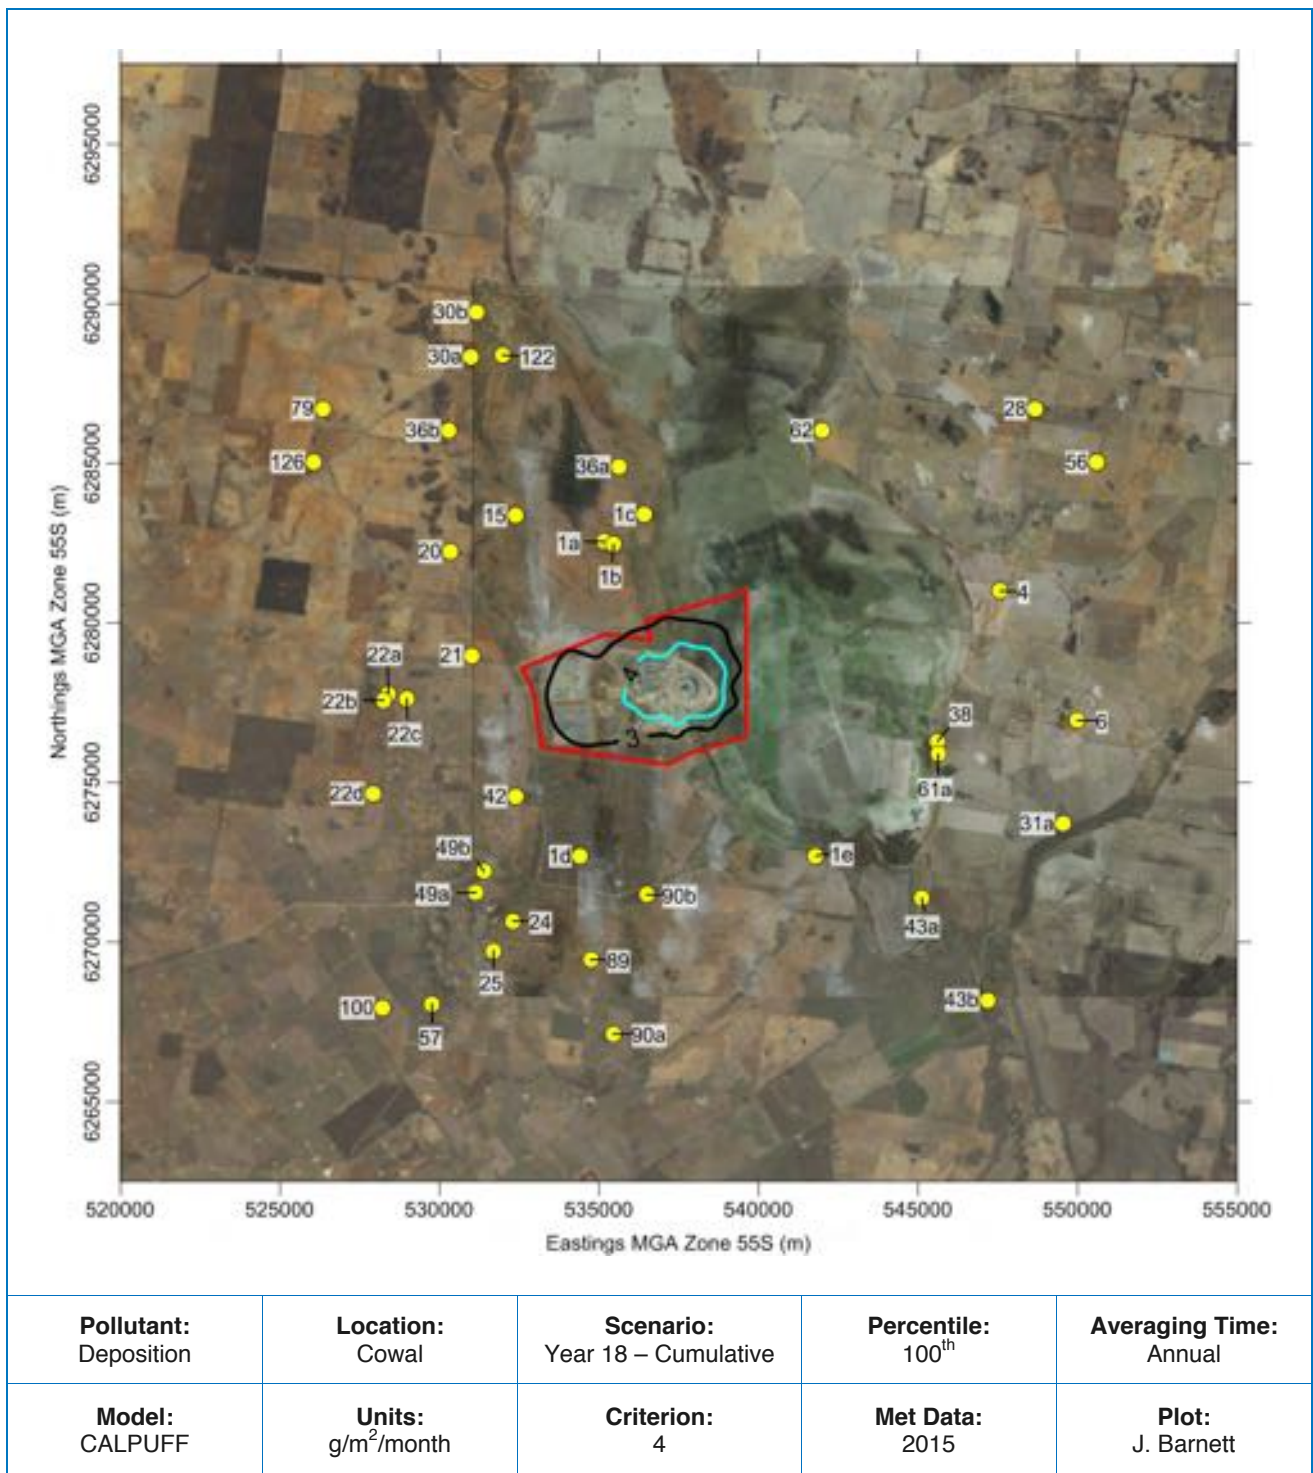 6295000
6290000
30b
30a
122
79
28
36b
62
126
36a
56
6285000
15
1c
1a
20
1b
4
6280000
22a
21
4
22b
38
6
22c
3
Northings MGA Zone 55S (m)
6275000
22d
42
61a
31a
49b
1d
1e
49a
90b
24
43a
6270000
89
25
100
43b
57
90a
6265000
520000 525000 530000 535000 540000 545000 550000 555000
Eastings MGA Zone 55S (m)
Pollutant: Location: Scenario: Percentile: Averaging Time:
Deposition Cowal Year 18 – Cumulative 100th Annual
Model: Units: Criterion: Met Data: Plot:
CALPUFF g/m2/month 4 2015 J. Barnett